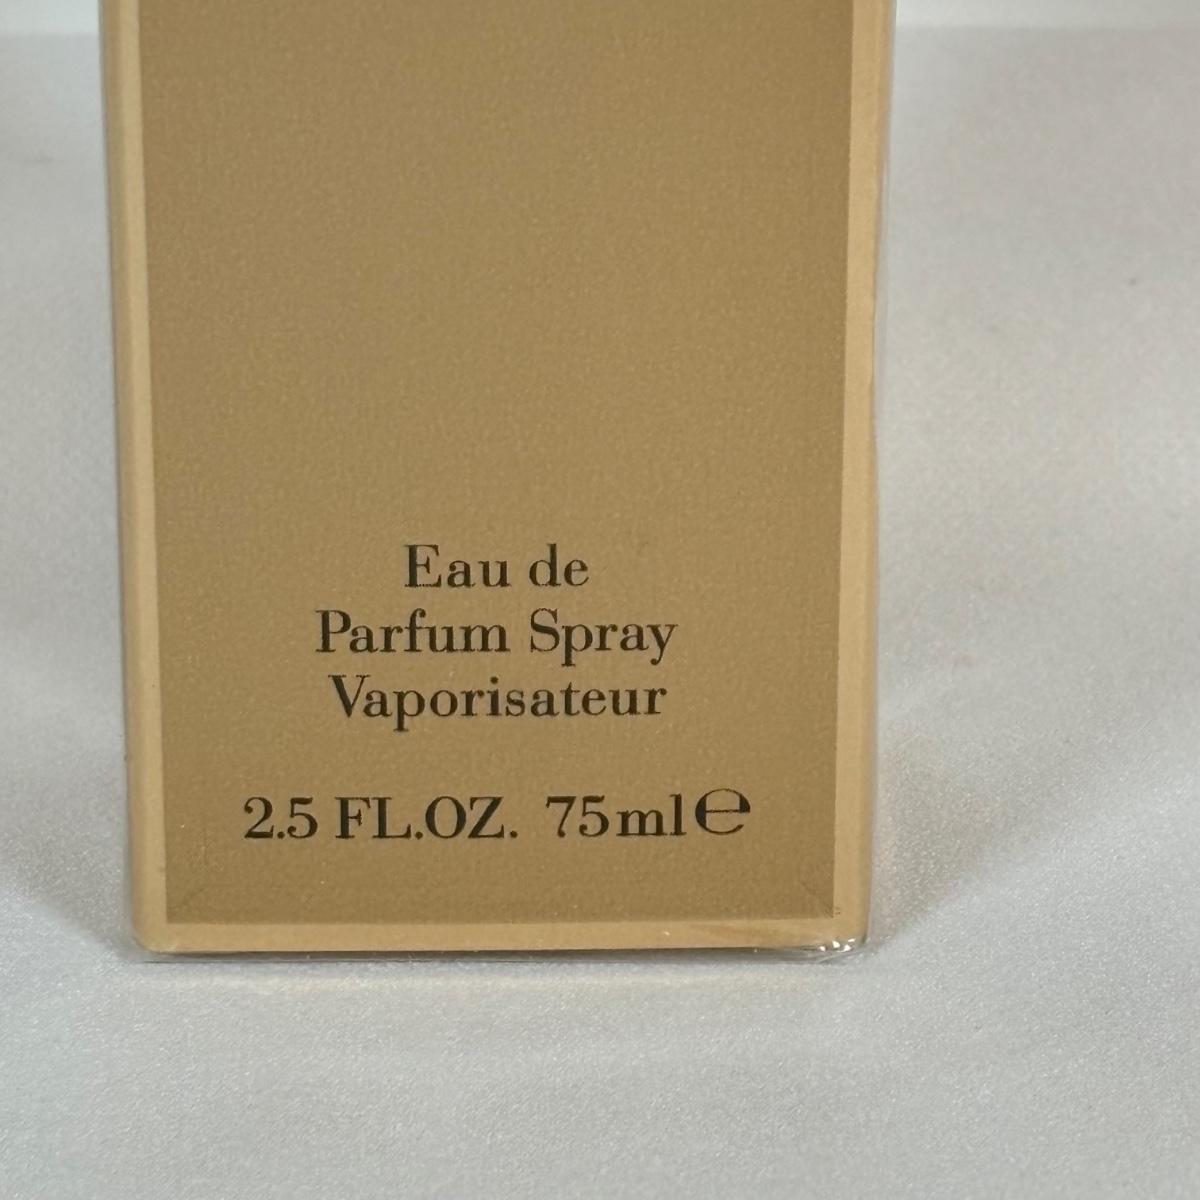 Eau de
Parfum Spray
Vaporisateur
2.5 FL.OZ. 75ml℮